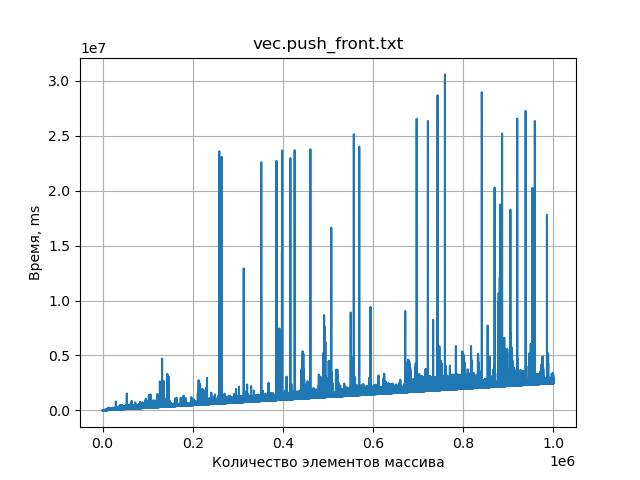 vec.push_front.txt
1e7
3.0
2.5
2.0
1.5
1.0
0.5
0.0
Время, ms
0.0 0.2 0.4 0.6 0.8 1.0
Количество элементов массива
1e6